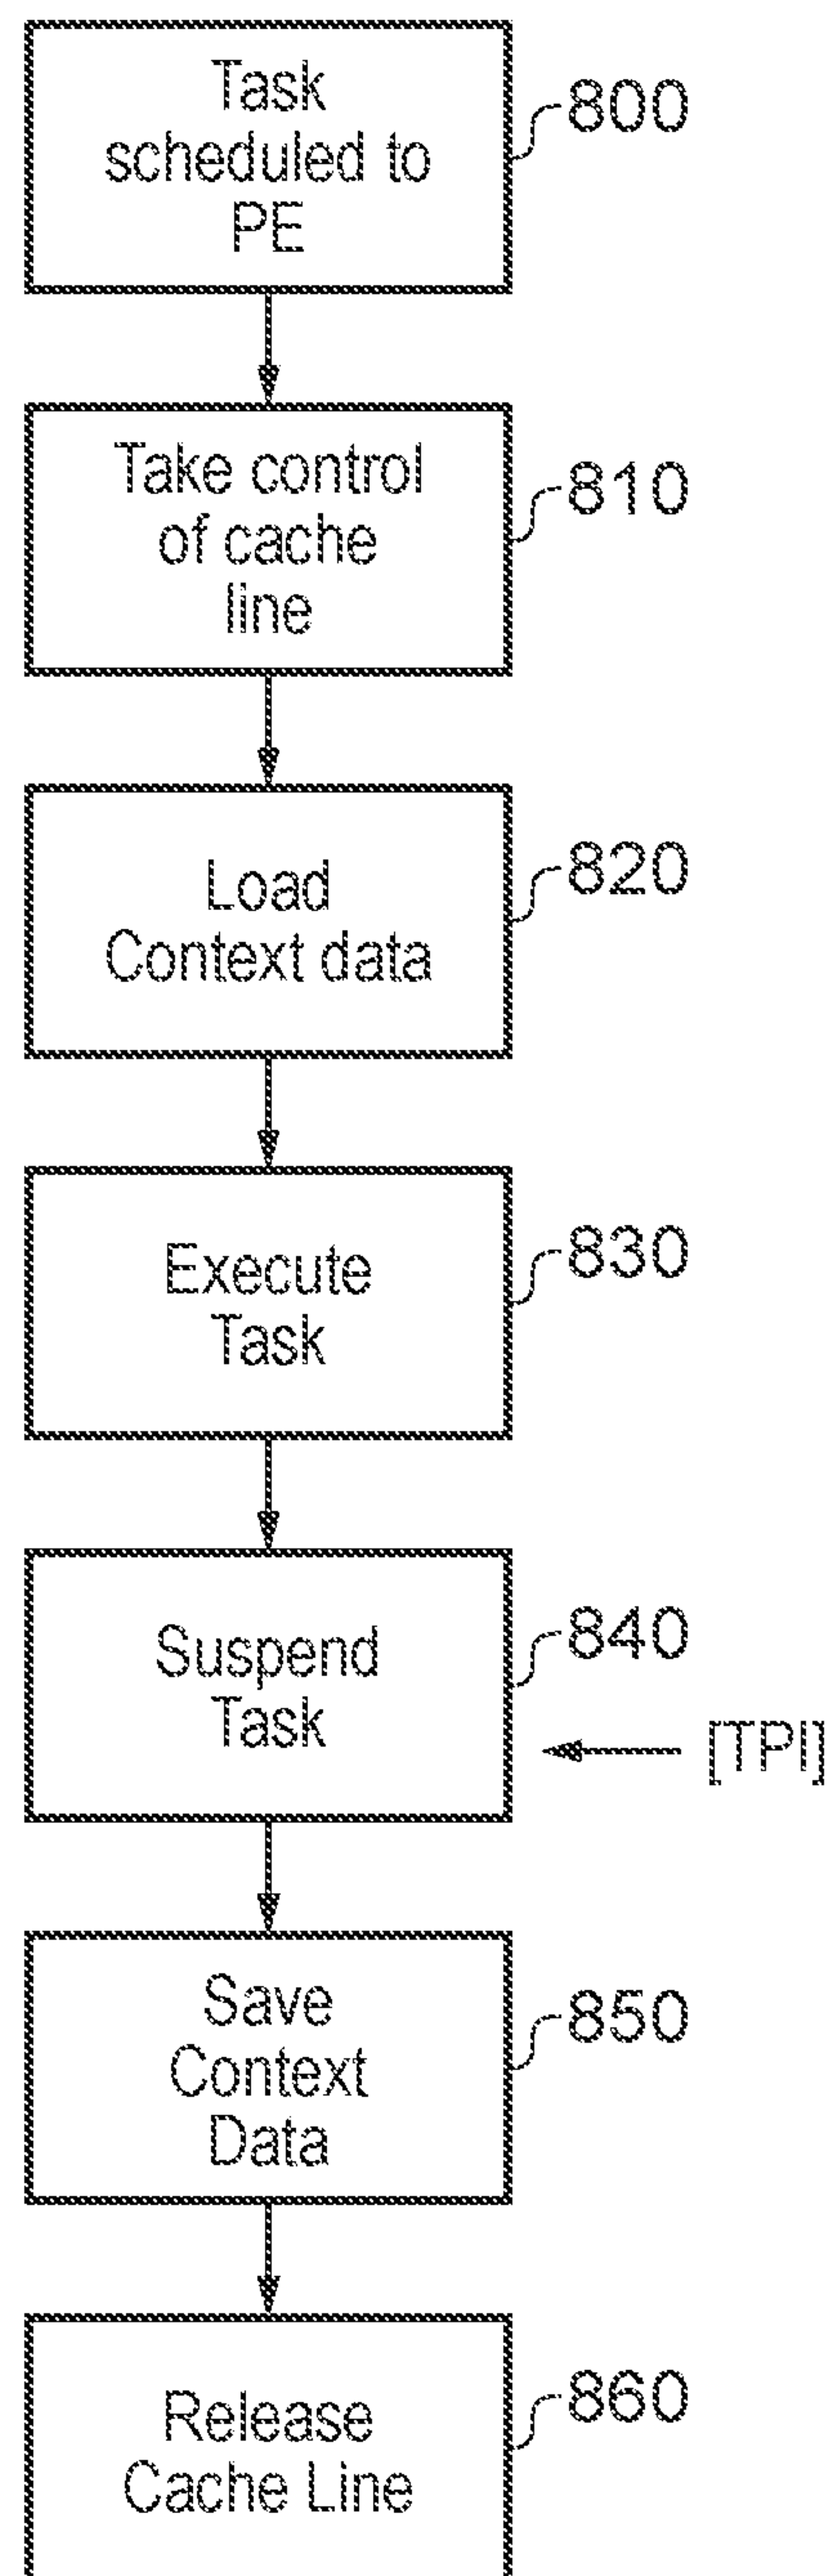 Task
scheduled to
PE
800
Take control
of cache
line
810
Load
Context data
820
Execute
Task
830
Suspend
Task
840
[TPI]
Save
Context
Data
850
Release
Cache Line
860